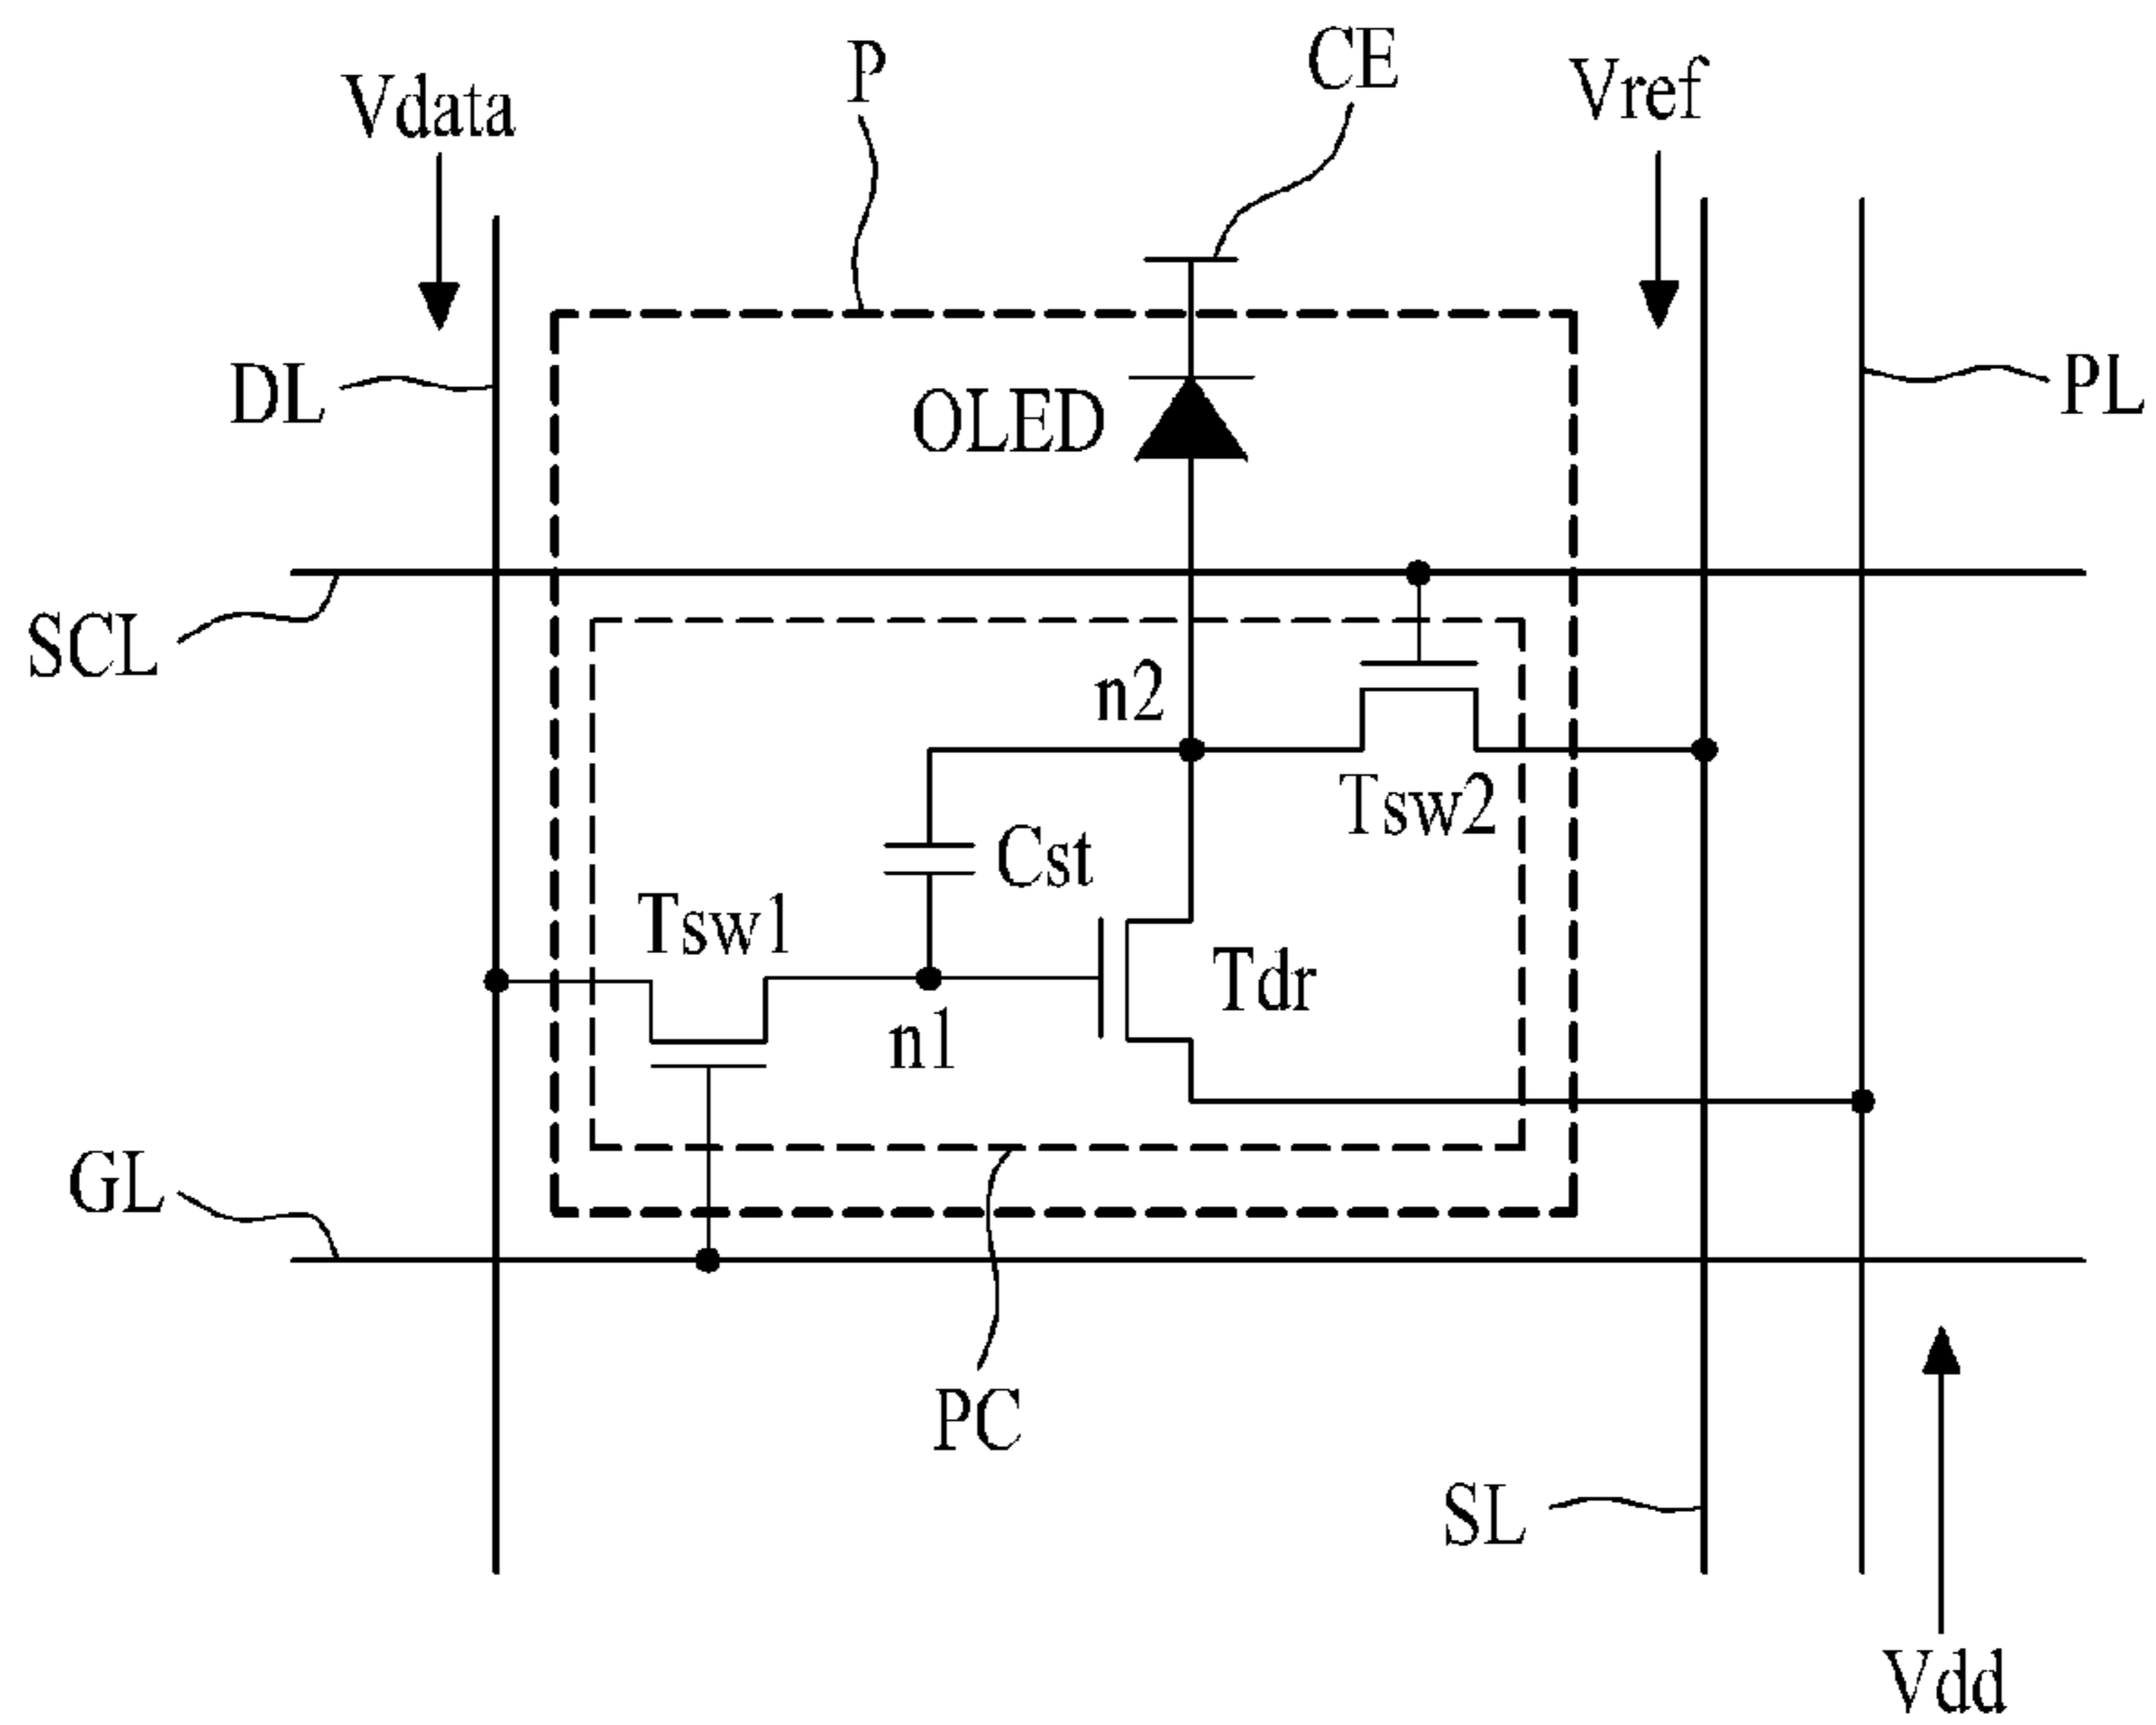 P
CE
Vdata
Vref
DL
OLED
PL
SCL
n2
Tsw2
Cst
Tsw1
Tdr
n1
GL
PC
SL
Vdd